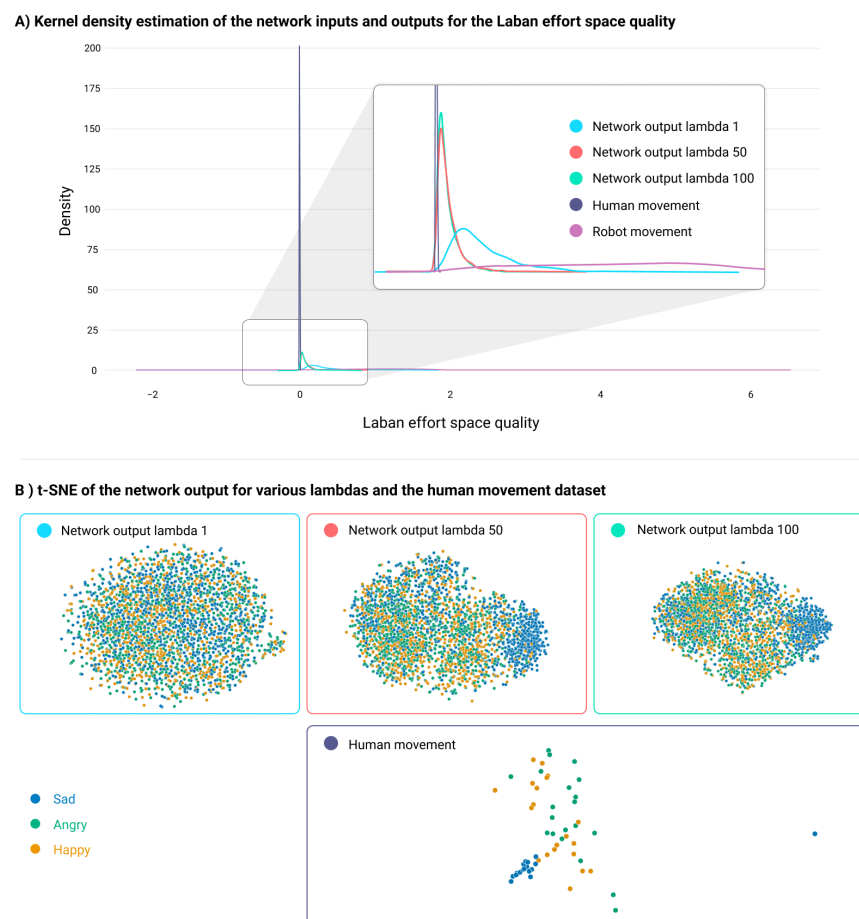 A) Kernel density estimation of the network inputs and outputs for the Laban effort space quality
200
175
150
125
100
75
50
25
0
Density
Network output lambda 1
Network output lambda 50
Network output lambda 100
Human movement
Robot movement
−2
0
2
4
6
Laban effort space quality
B ) t-SNE of the network output for various lambdas and the human movement dataset
Network output lambda 1
Network output lambda 50
Network output lambda 100
Human movement
Sad
Angry
Happy